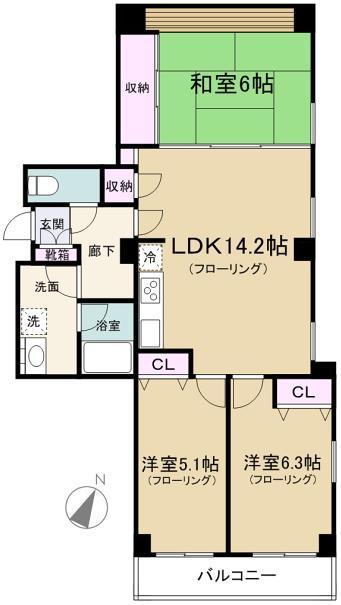 収納
和室6帖
収納
玄関
靴箱
廊下
LDK14.2帖
(フローリング)
冷
洗面
洗
浴室
CL
CL
洋室5.1帖
(フローリング)
洋室6.3帖
(フローリング)
N
バルコニー